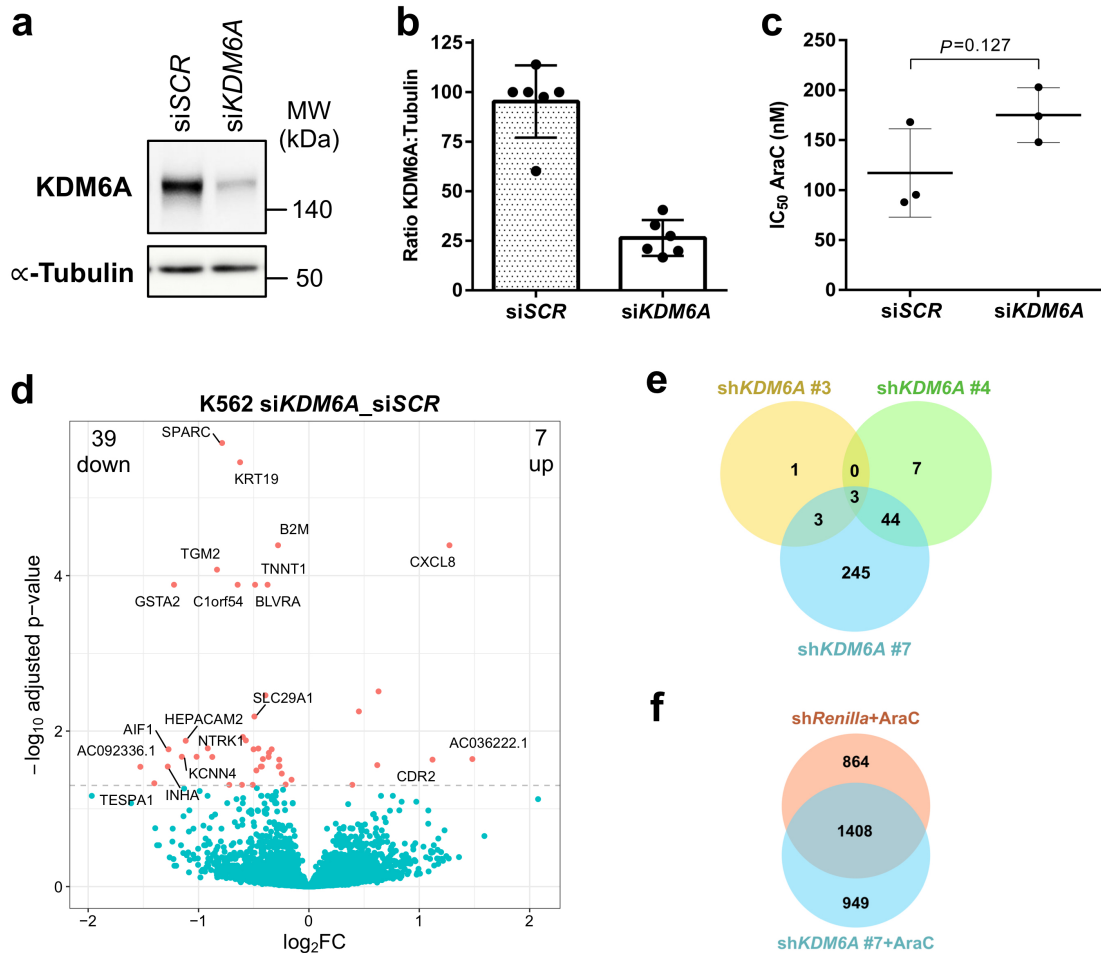 a
siSCR
siKDM6A
MW
(kDa)
KDM6A
140
∝-Tubulin
50
b
Ratio KDM6A:Tubulin
125
100
75
50
25
0
siSCR
siKDM6A
c
IC50 AraC (nM)
250
200
150
100
50
0
P=0.127
siSCR
siKDM6A
d
K562 siKDM6A_siSCR
39
down
7
up
SPARC
KRT19
B2M
TGM2
TNNT1
CXCL8
GSTA2
C1orf54
BLVRA
SLC29A1
HEPACAM2
AIF1
NTRK1
AC092336.1
AC036222.1
KCNN4
CDR2
INHA
TESPA1
−log10 adjusted p−value
4
2
0
−2
−1
0
1
2
log2FC
e
shKDM6A #3
shKDM6A #4
1
0
7
3
3
44
245
shKDM6A #7
f
shRenilla+AraC
864
1408
949
shKDM6A #7+AraC